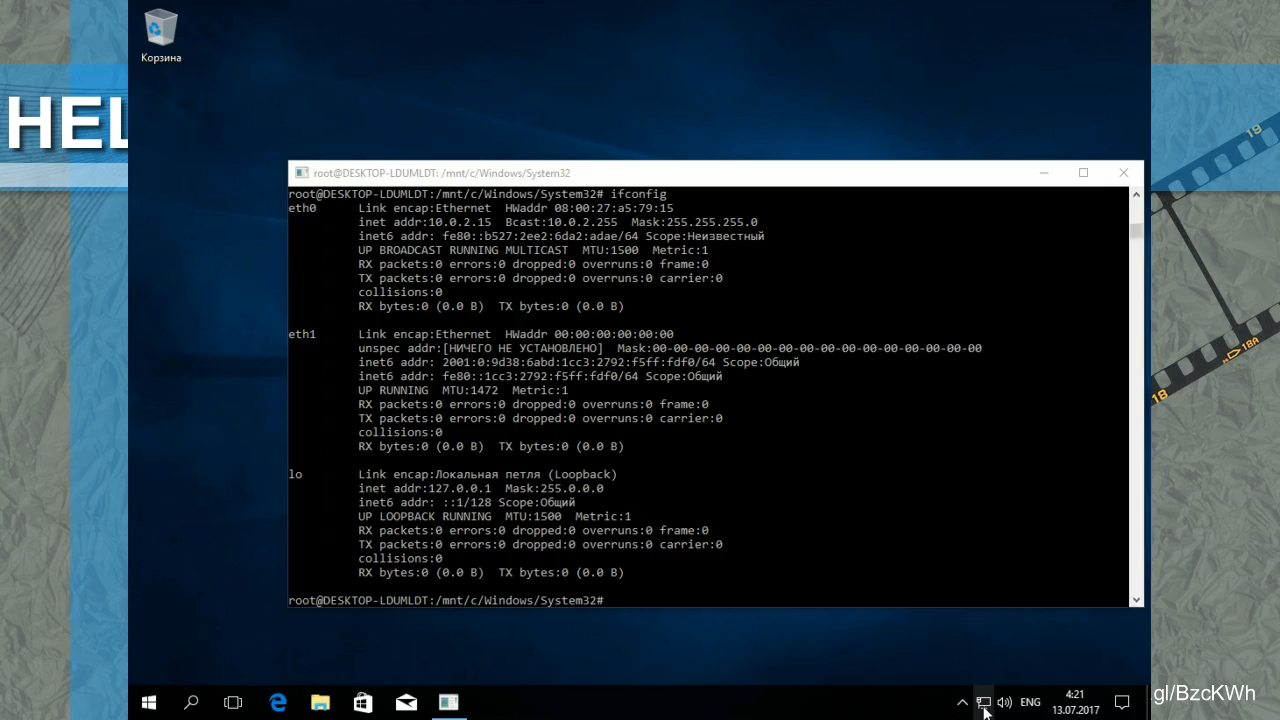 Корзина
HEL
root@DESKTOP-LDUMLDT: /mnt/c/Windows/System32
root@DESKTOP-LDUMLDT:/mnt/c/Windows/System32# ifconfig
eth0 Link encap:Ethernet HWaddr 08:00:27:a5:79:15
inet addr:10.0.2.15 Bcast:10.0.2.255 Mask:255.255.255.0
inet6 addr: fe80::b527:2ee2:6da2:adae/64 Scope:Неизвестный
UP BROADCAST RUNNING MULTICAST MTU:1500 Metric:1
RX packets:0 errors:0 dropped:0 overruns:0 frame:0
TX packets:0 errors:0 dropped:0 overruns:0 carrier:0
collisions:0
RX bytes:0 (0.0 B) TX bytes:0 (0.0 B)
eth1 Link encap:Ethernet HWaddr 00:00:00:00:00:00
unspec addr:[НИЧЕГО НЕ УСТАНОВЛЕНО] Mask:00-00-00-00-00-00-00-00-00-00-00-00-00-00-00-00
inet6 addr: 2001:0:9d38:6abd:1cc3:2792:f5ff:fdf0/64 Scope:Общий
inet6 addr: fe80::1cc3:2792:f5ff:fdf0/64 Scope:Общий
UP RUNNING MTU:1472 Metric:1
RX packets:0 errors:0 dropped:0 overruns:0 frame:0
TX packets:0 errors:0 dropped:0 overruns:0 carrier:0
collisions:0
RX bytes:0 (0.0 B) TX bytes:0 (0.0 B)
lo Link encap:Локальная петля (Loopback)
inet addr:127.0.0.1 Mask:255.0.0.0
inet6 addr: ::1/128 Scope:Общий
UP LOOPBACK RUNNING MTU:1500 Metric:1
RX packets:0 errors:0 dropped:0 overruns:0 frame:0
TX packets:0 errors:0 dropped:0 overruns:0 carrier:0
collisions:0
RX bytes:0 (0.0 B) TX bytes:0 (0.0 B)
root@DESKTOP-LDUMLDT:/mnt/c/Windows/System32#
19
18A
18
ENG
4:21
13.07.2017
gl/BzcKWh